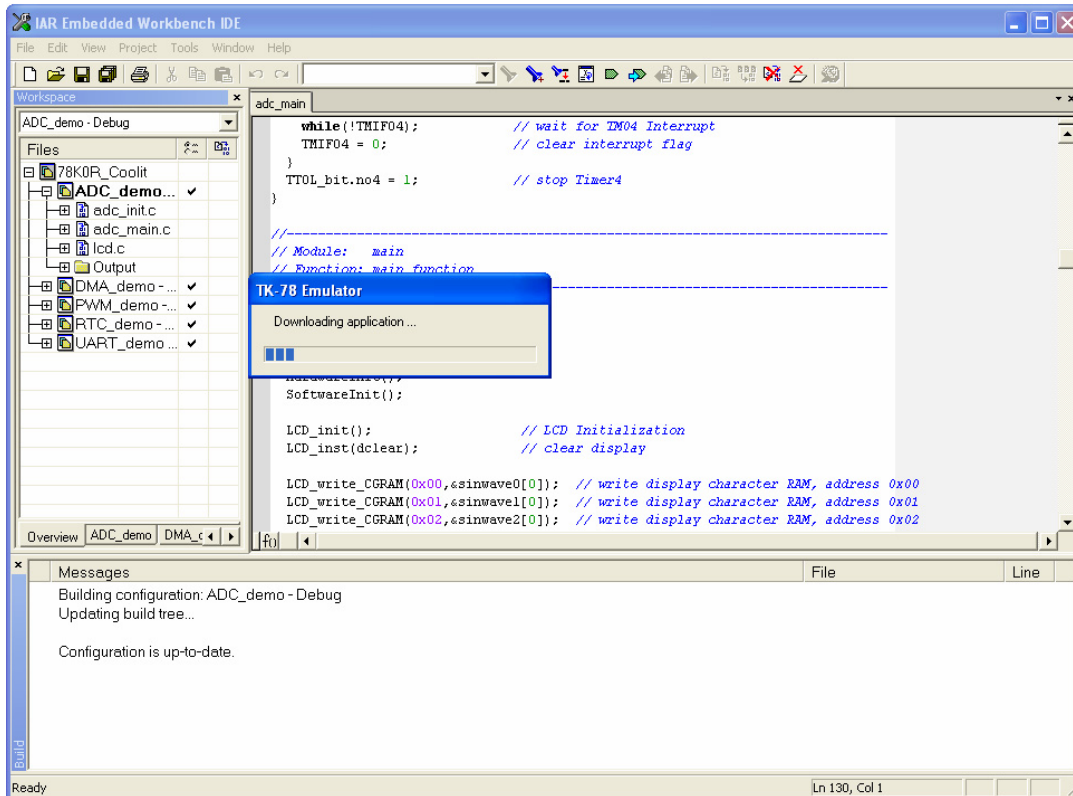 IAR Embedded Workbench IDE
File Edit View Project Tools Window Help
Workspace
ADC_demo - Debug
Files
78K0R_Coolit
ADC_demo...
adc_init.c
adc_main.c
lcd.c
Output
DMA_demo - ...
PWM_demo - ...
RTC_demo - ...
UART_demo ...
Overview ADC_demo
adc_main
while(!TMIF04); // wait for TM04 Interrupt
TMIF04 = 0; // clear interrupt flag
}
TT0L_bit.no4 = 1; // stop Timer4
}
//------------------------------------------------------------------------------
// Module: main
// Function: main function
TK-78 Emulator
Downloading application ...
SoftwareInit();
LCD_init(); // LCD Initialization
LCD_inst(dclear); // clear display
LCD_write_CGRAM(0x00,&sinwave0[0]); // write display character RAM, address 0x00
LCD_write_CGRAM(0x01,&sinwave1[0]); // write display character RAM, address 0x01
LCD_write_CGRAM(0x02,&sinwave2[0]); // write display character RAM, address 0x02
f()
Messages File Line
Building configuration: ADC_demo - Debug
Updating build tree...
Configuration is up-to-date.
Build
Ready Ln 130, Col 1